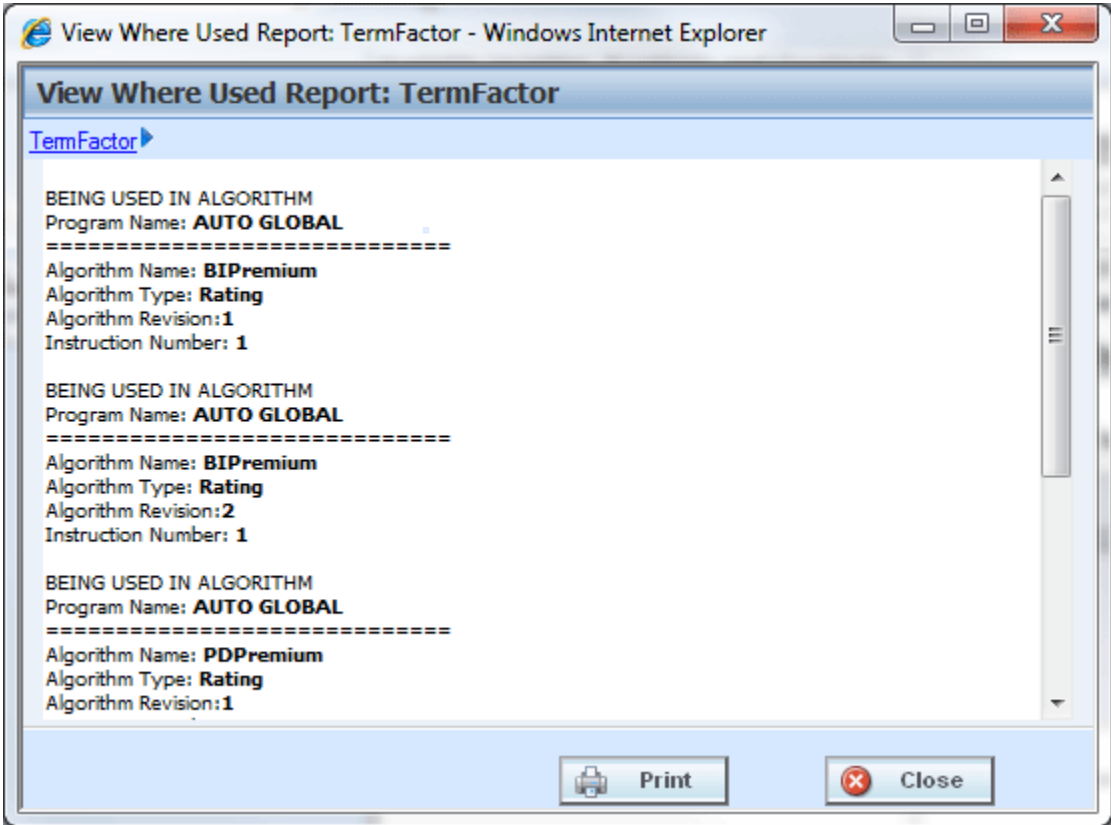 View Where Used Report: TermFactor - Windows Internet Explorer
View Where Used Report: TermFactor
TermFactor
BEING USED IN ALGORITHM
Program Name: AUTO GLOBAL
==============================
Algorithm Name: BIPremium
Algorithm Type: Rating
Algorithm Revision:1
Instruction Number: 1
BEING USED IN ALGORITHM
Program Name: AUTO GLOBAL
==============================
Algorithm Name: BIPremium
Algorithm Type: Rating
Algorithm Revision:2
Instruction Number: 1
BEING USED IN ALGORITHM
Program Name: AUTO GLOBAL
==============================
Algorithm Name: PDPremium
Algorithm Type: Rating
Algorithm Revision:1
Print
Close